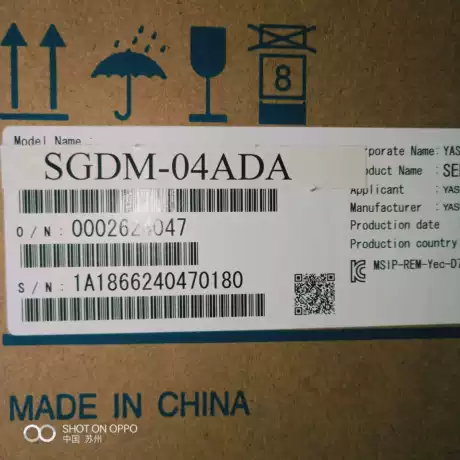 8
Model Name :
SGDM-04ADA
O/N: 0002624047
S/N: 1A1866240470180
orporate Name: YAS
oduct Name : SE
Applicant : YAS
Manufacturer : YAS
Production date
Production country
MSIP-REM-Yec-07
MADE IN CHINA
SHOT ON OPPO
中国 苏州